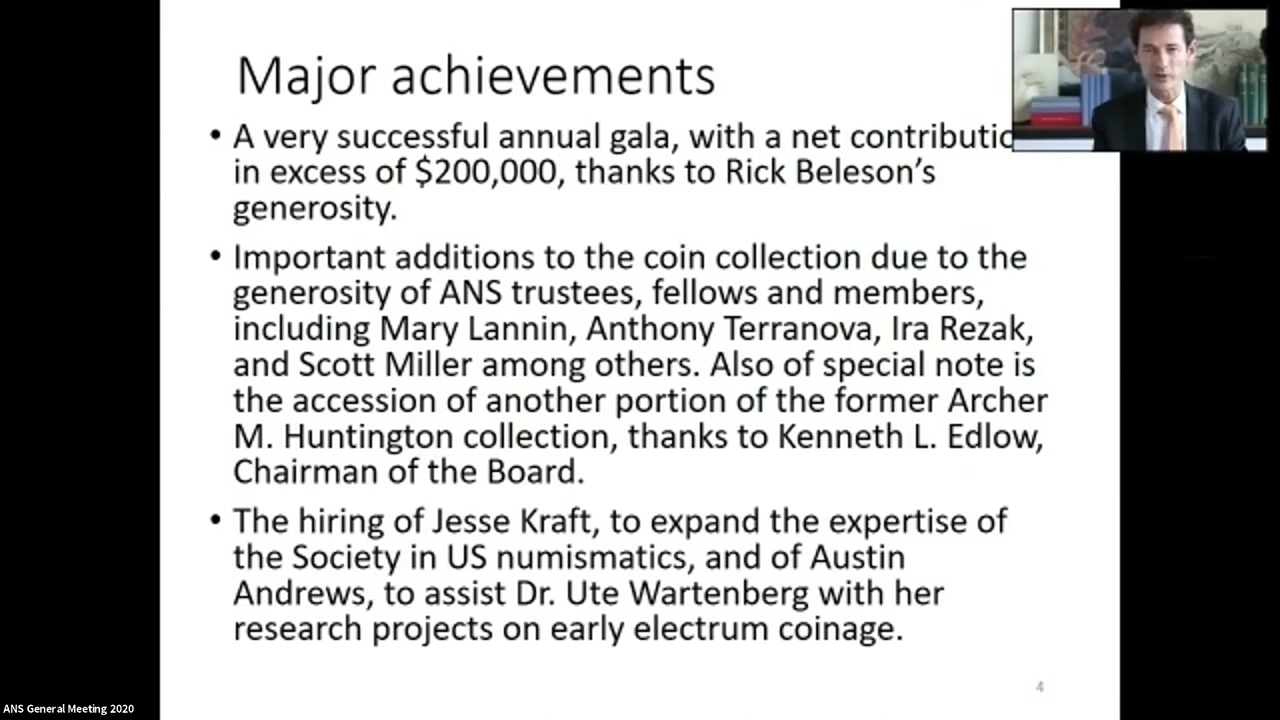 Major achievements
• A very successful annual gala, with a net contributio
in excess of $200,000, thanks to Rick Beleson’s
generosity.
• Important additions to the coin collection due to the
generosity of ANS trustees, fellows and members,
including Mary Lannin, Anthony Terranova, Ira Rezak,
and Scott Miller among others. Also of special note is
the accession of another portion of the former Archer
M. Huntington collection, thanks to Kenneth L. Edlow,
Chairman of the Board.
• The hiring of Jesse Kraft, to expand the expertise of
the Society in US numismatics, and of Austin
Andrews, to assist Dr. Ute Wartenberg with her
research projects on early electrum coinage.
4
ANS General Meeting 2020